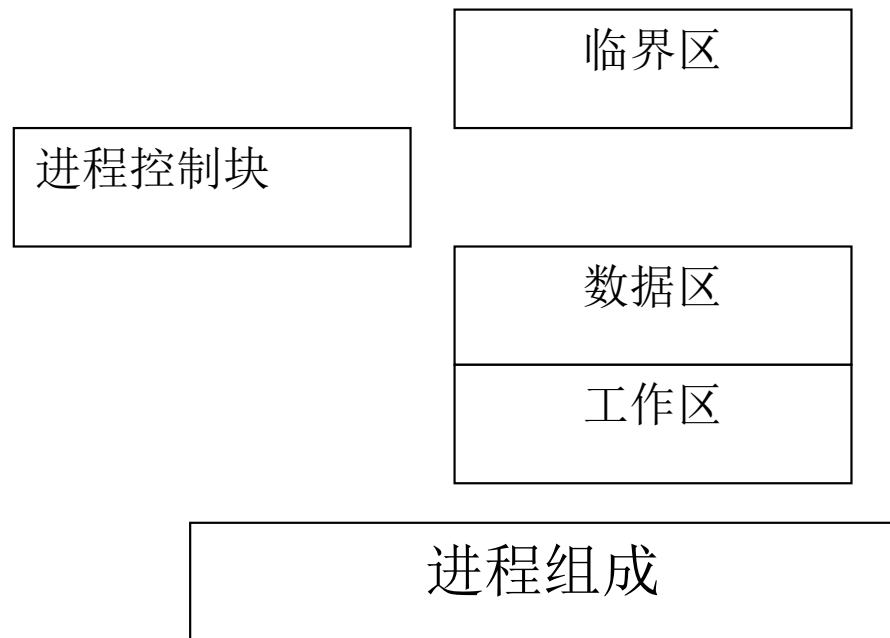 临界区
进程控制块
数据区
工作区
进程组成